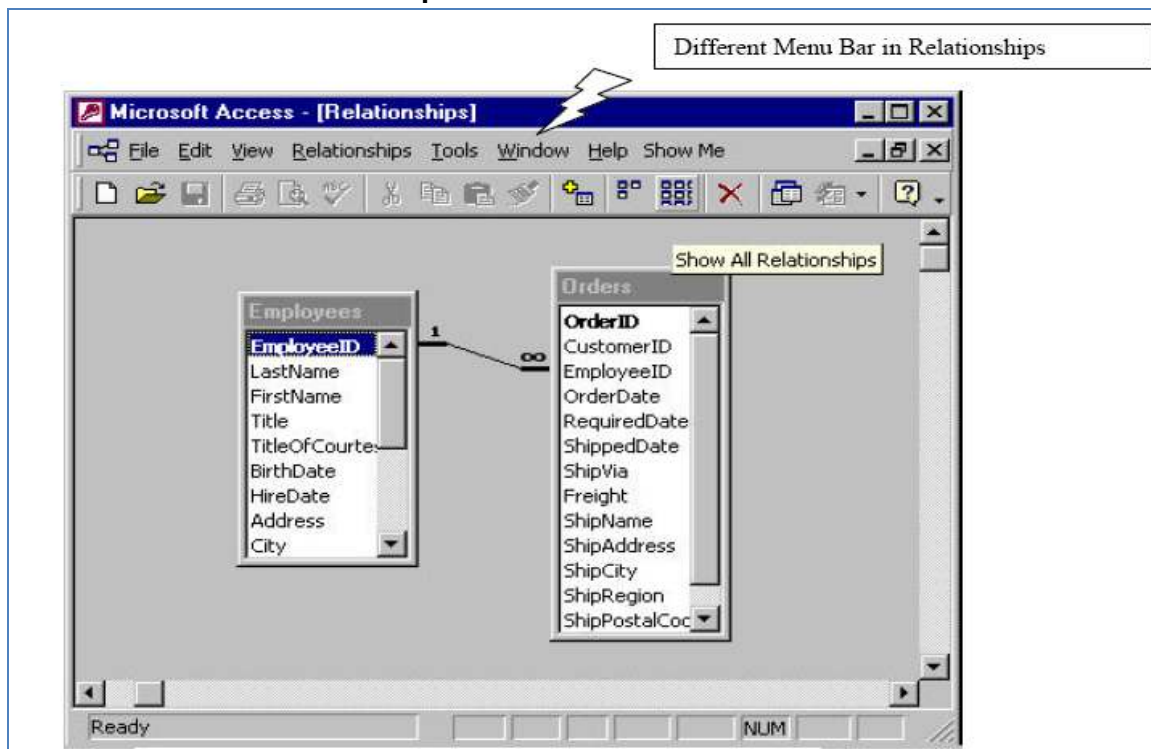 Different Menu Bar in Relationships
Microsoft Access - [Relationships]
File Edit View Relationships Tools Window Help Show Me
Show All Relationships
Employees
EmployeeID
LastName
FirstName
Title
TitleOfCourte
BirthDate
HireDate
Address
City
1
∞
Orders
OrderID
CustomerID
EmployeeID
OrderDate
RequiredDate
ShippedDate
ShipVia
Freight
ShipName
ShipAddress
ShipCity
ShipRegion
ShipPostalCoc
Ready
NUM